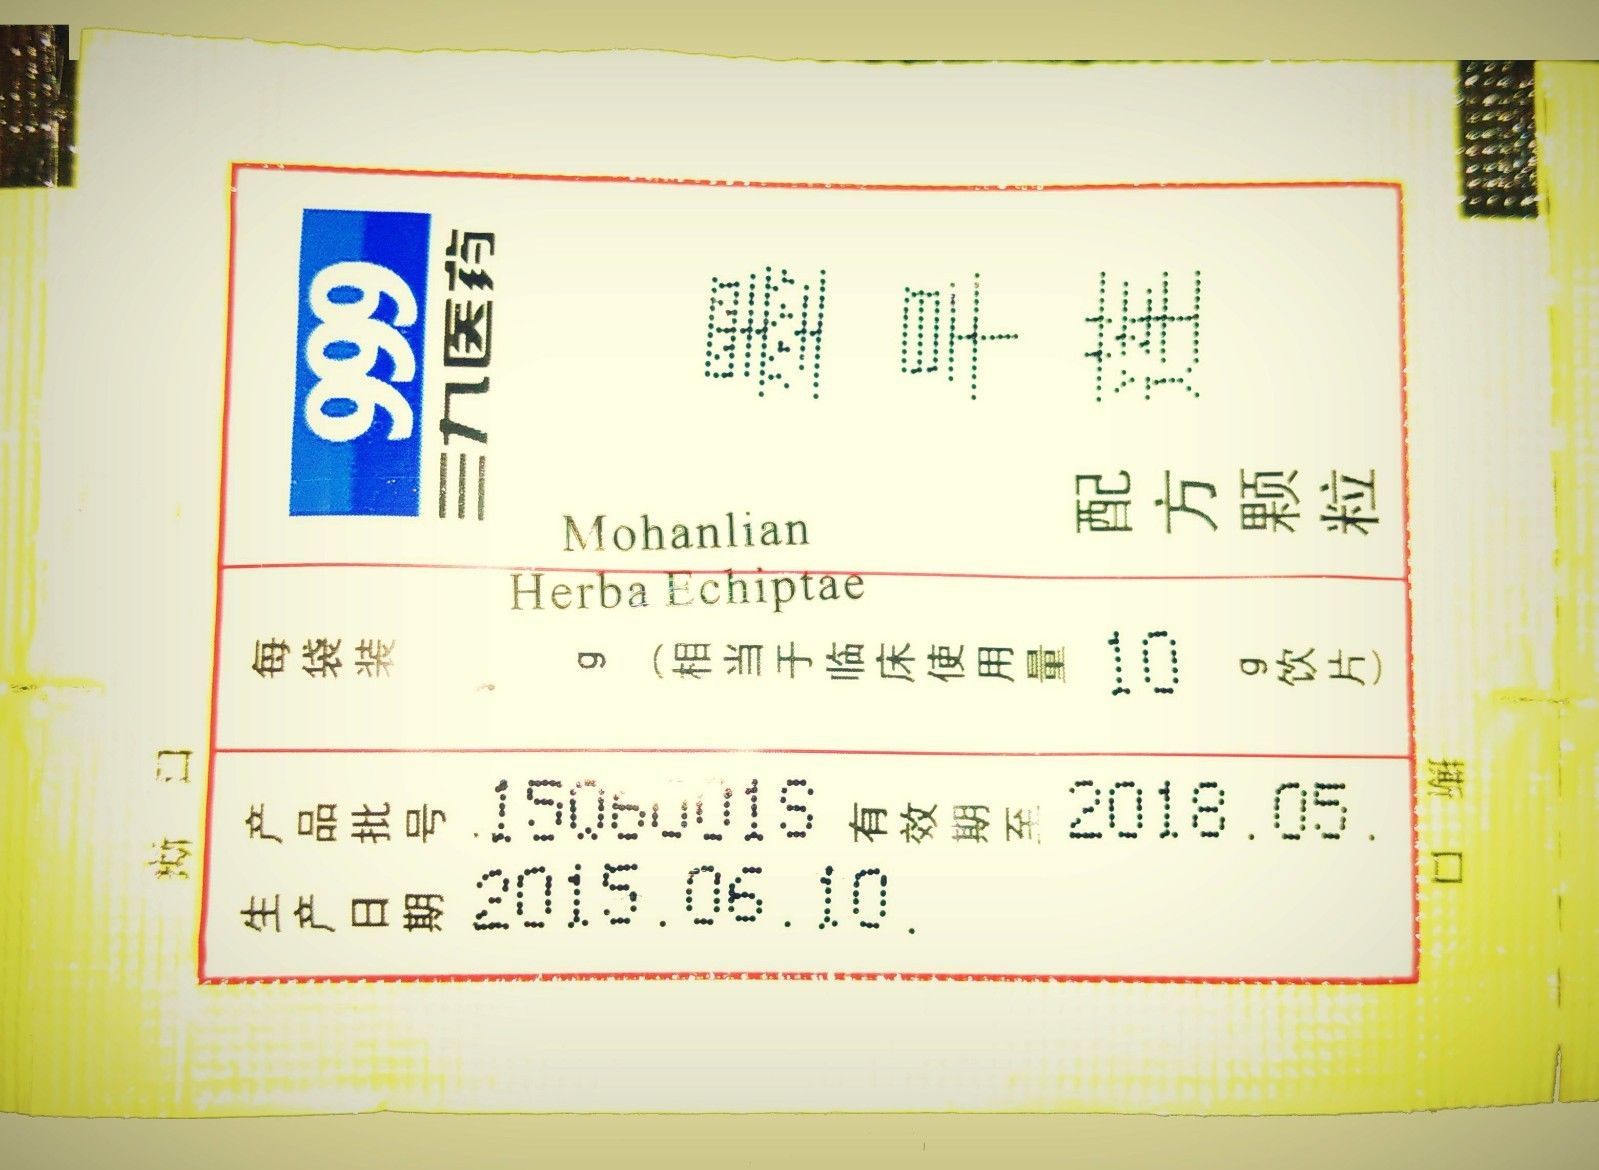 999
三九医药
墨旱莲
配方颗粒
Mohanlian
Herba Echiptae
每袋装 g (相当于临床使用量 10 g饮片)
产品批号 1506001S 有效期至 2018.05.
生产日期 2015.06.10.
撕口
撕口